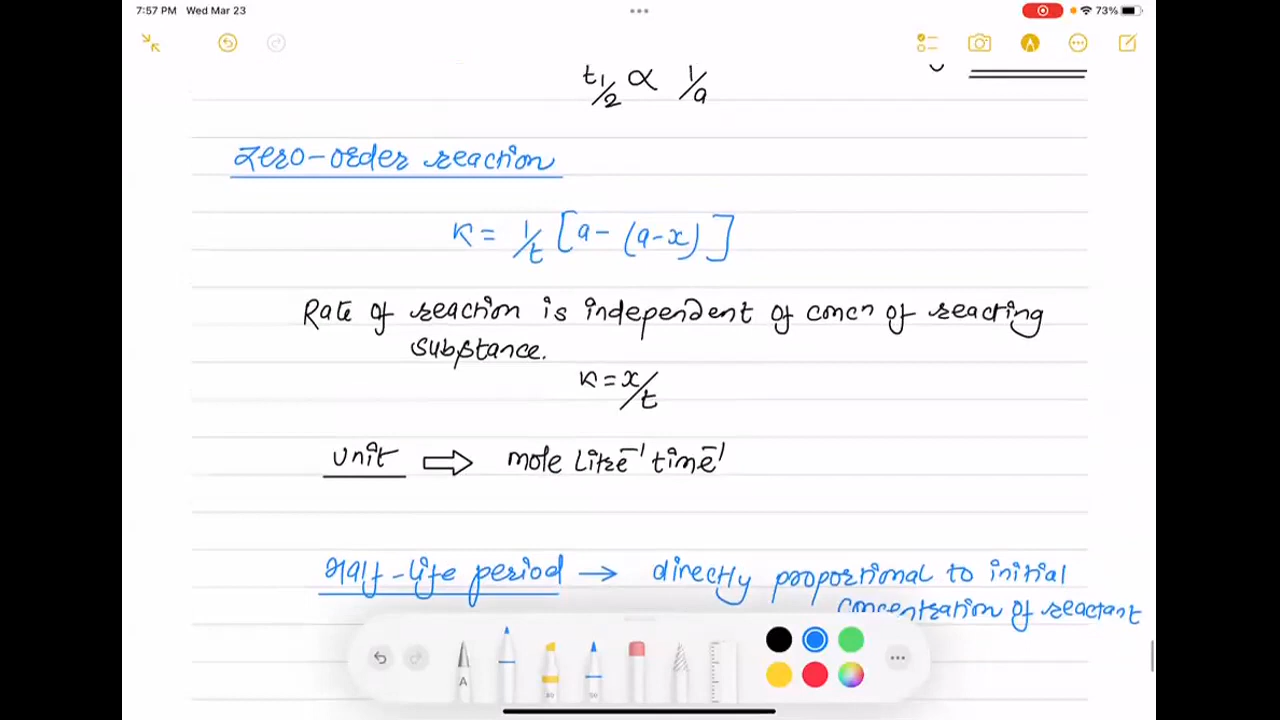 7:57 PM Wed Mar 23
73%
t1/2 ∝ 1/a
Zero-order reaction
K = 1/t [a - (a-x)]
Rate of reaction is independent of concn of reacting
substance.
K = x/t
Unit ⇒ mole Litre⁻¹ time⁻¹
Half-life period → directly proportional to initial
concentration of reactant
A
80
50